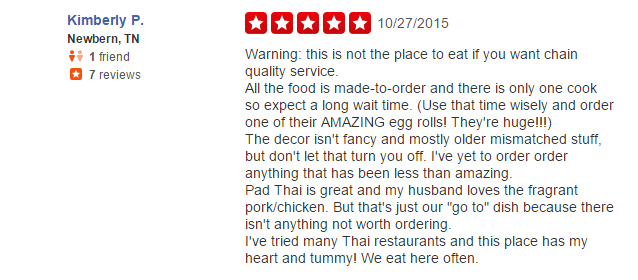 Kimberly P.
Newbern, TN
1 friend
7 reviews
10/27/2015
Warning: this is not the place to eat if you want chain
quality service.
All the food is made-to-order and there is only one cook
so expect a long wait time. (Use that time wisely and order
one of their AMAZING egg rolls! They're huge!!!)
The decor isn't fancy and mostly older mismatched stuff,
but don't let that turn you off. I've yet to order order
anything that has been less than amazing.
Pad Thai is great and my husband loves the fragrant
pork/chicken. But that's just our "go to" dish because there
isn't anything not worth ordering.
I've tried many Thai restaurants and this place has my
heart and tummy! We eat here often.